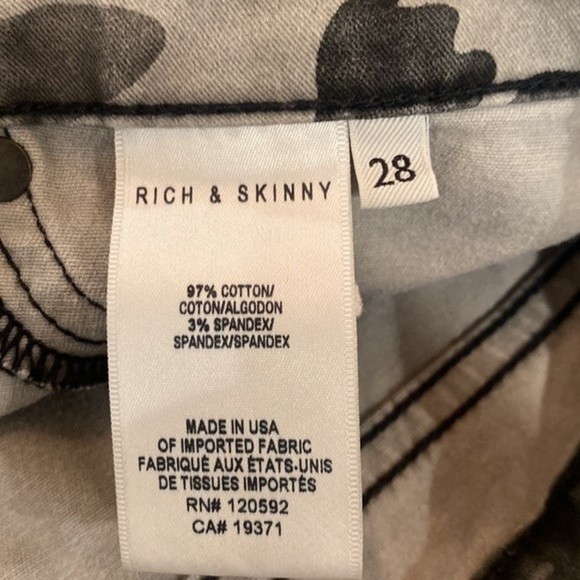 RICH & SKINNY
28
97% COTTON/
COTON/ALGODON
3% SPANDEX/
SPANDEX/SPANDEX
MADE IN USA
OF IMPORTED FABRIC
FABRIQUÉ AUX ÉTATS-UNIS
DE TISSUES IMPORTÉS
RN# 120592
CA# 19371